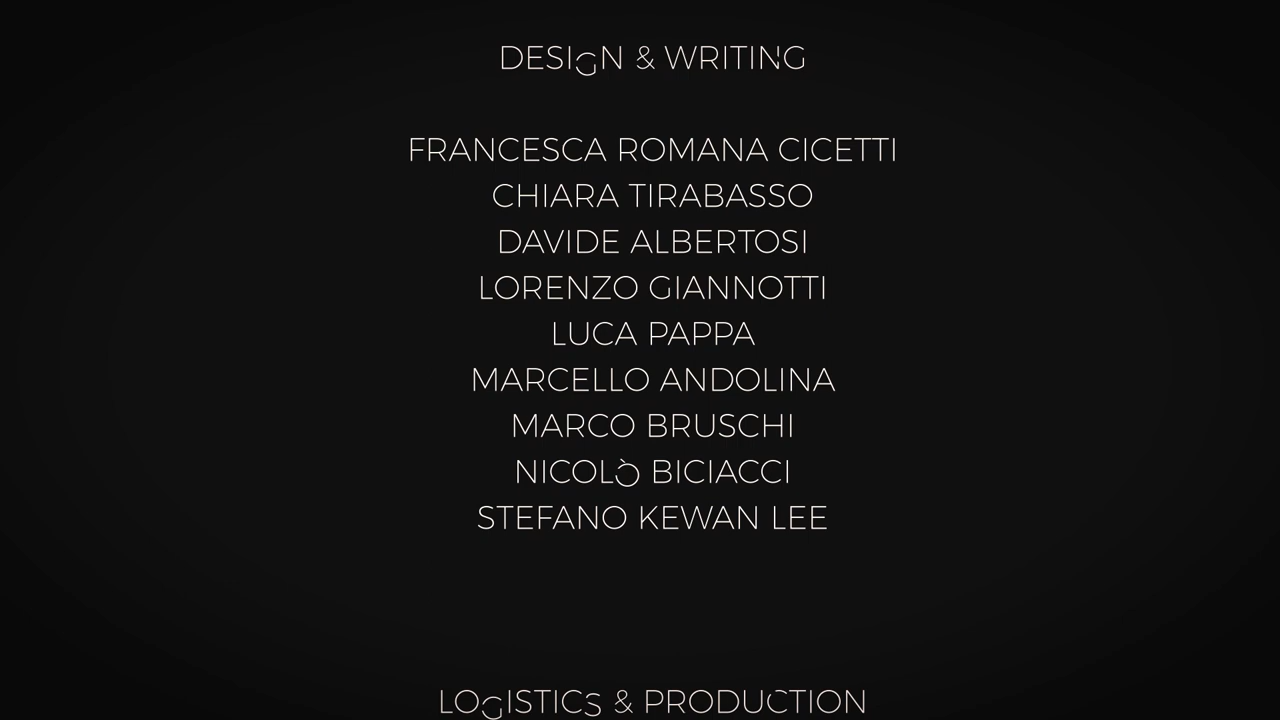 DESIGN & WRITING
FRANCESCA ROMANA CICETTI
CHIARA TIRABASSO
DAVIDE ALBERTOSI
LORENZO GIANNOTTI
LUCA PAPPA
MARCELLO ANDOLINA
MARCO BRUSCHI
NICOLÒ BICIACCI
STEFANO KEWAN LEE
LOGISTICS & PRODUCTION